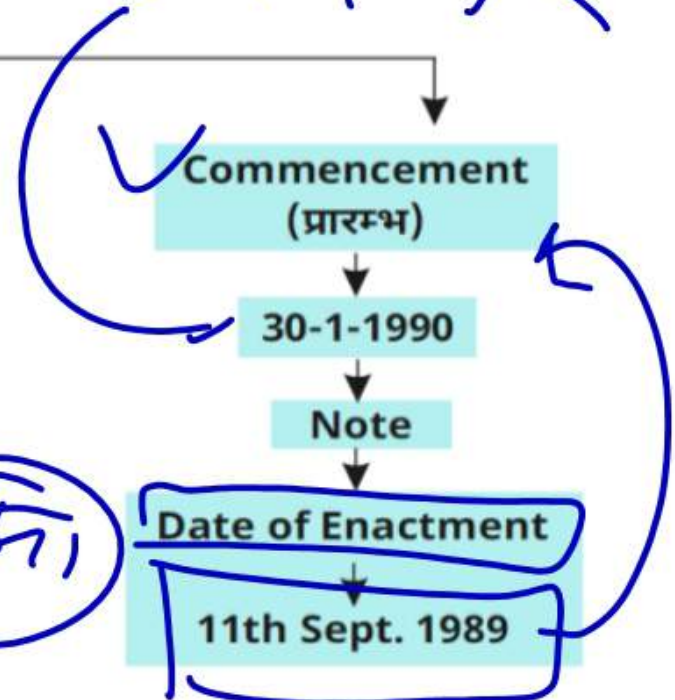 Commencement
(प्रारम्भ)
30-1-1990
Note
Date of Enactment
11th Sept. 1989